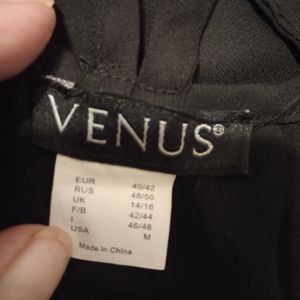 VENUS®
EUR 40/42
RUS 48/50
UK 14/16
F/B 42/44
I 46/48
USA M
Made in China